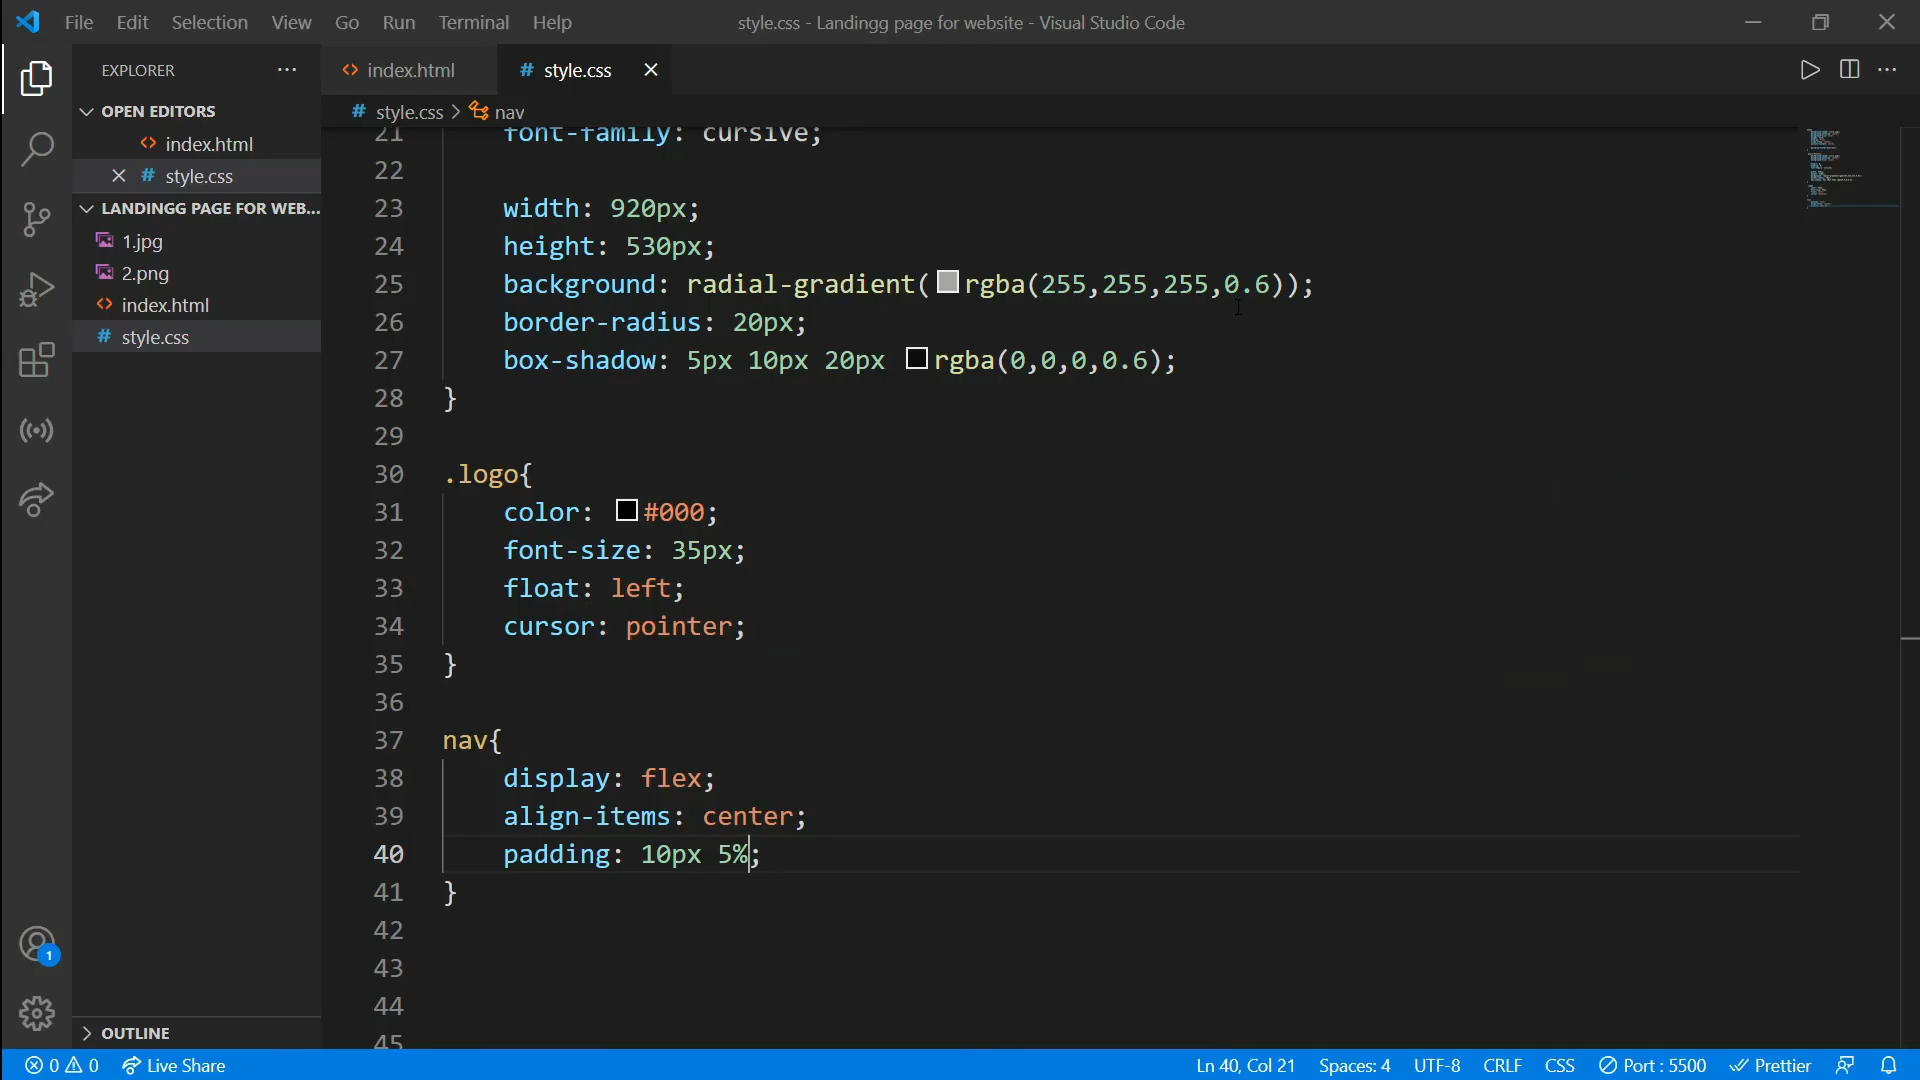 File Edit Selection View Go Run Terminal Help
style.css - Landingg page for website - Visual Studio Code
EXPLORER
index.html
style.css
OPEN EDITORS
index.html
style.css
LANDINGG PAGE FOR WEB...
1.jpg
2.png
index.html
style.css
OUTLINE
style.css > nav
21 font-family: cursive;
22
23 width: 920px;
24 height: 530px;
25 background: radial-gradient(rgba(255,255,255,0.6));
26 border-radius: 20px;
27 box-shadow: 5px 10px 20px rgba(0,0,0,0.6);
28 }
29
30 .logo{
31 color: #000;
32 font-size: 35px;
33 float: left;
34 cursor: pointer;
35 }
36
37 nav{
38 display: flex;
39 align-items: center;
40 padding: 10px 5%;
41 }
42
43
44
45
1
0 0 Live Share
Ln 40, Col 21 Spaces: 4 UTF-8 CRLF CSS Port : 5500 Prettier